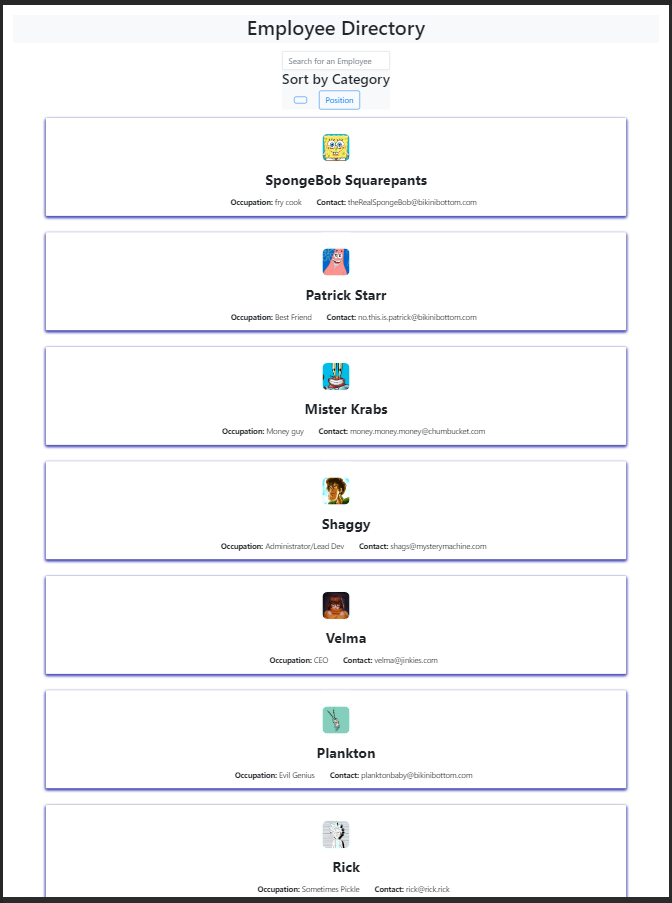 Employee Directory
Search for an Employee
Sort by Category
Position
SpongeBob Squarepants
Occupation: fry cook Contact: theRealSpongeBob@bikinibottom.com
Patrick Starr
Occupation: Best Friend Contact: no.this.is.patrick@bikinibottom.com
Mister Krabs
Occupation: Money guy Contact: money.money.money@chumbucket.com
Shaggy
Occupation: Administrator/Lead Dev Contact: shags@mysterymachine.com
Velma
Occupation: CEO Contact: velma@jinkies.com
Plankton
Occupation: Evil Genius Contact: planktonbaby@bikinibottom.com
Rick
Occupation: Sometimes Pickle Contact: rick@rick.rick